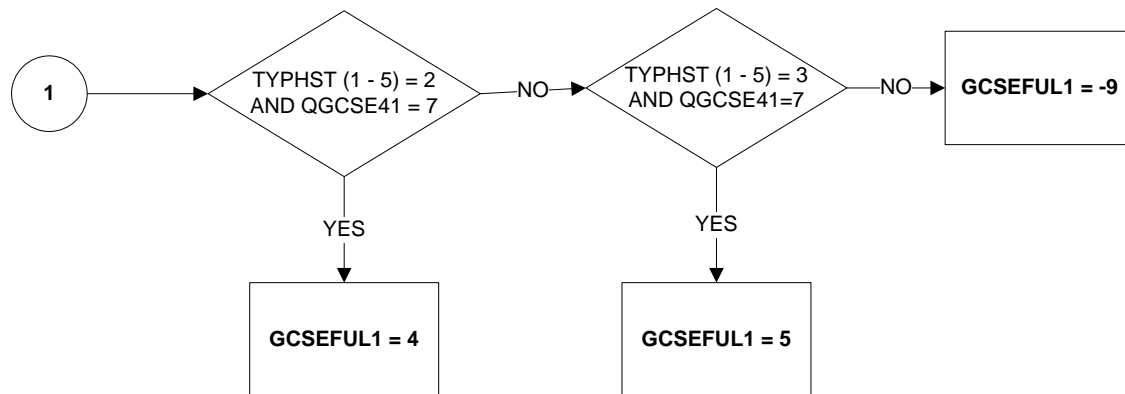 1
TYPHST (1 - 5) = 2
AND QGCSE41 = 7
NO
TYPHST (1 - 5) = 3
AND QGCSE41=7
NO
GCSEFUL1 = -9
YES
YES
GCSEFUL1 = 4
GCSEFUL1 = 5